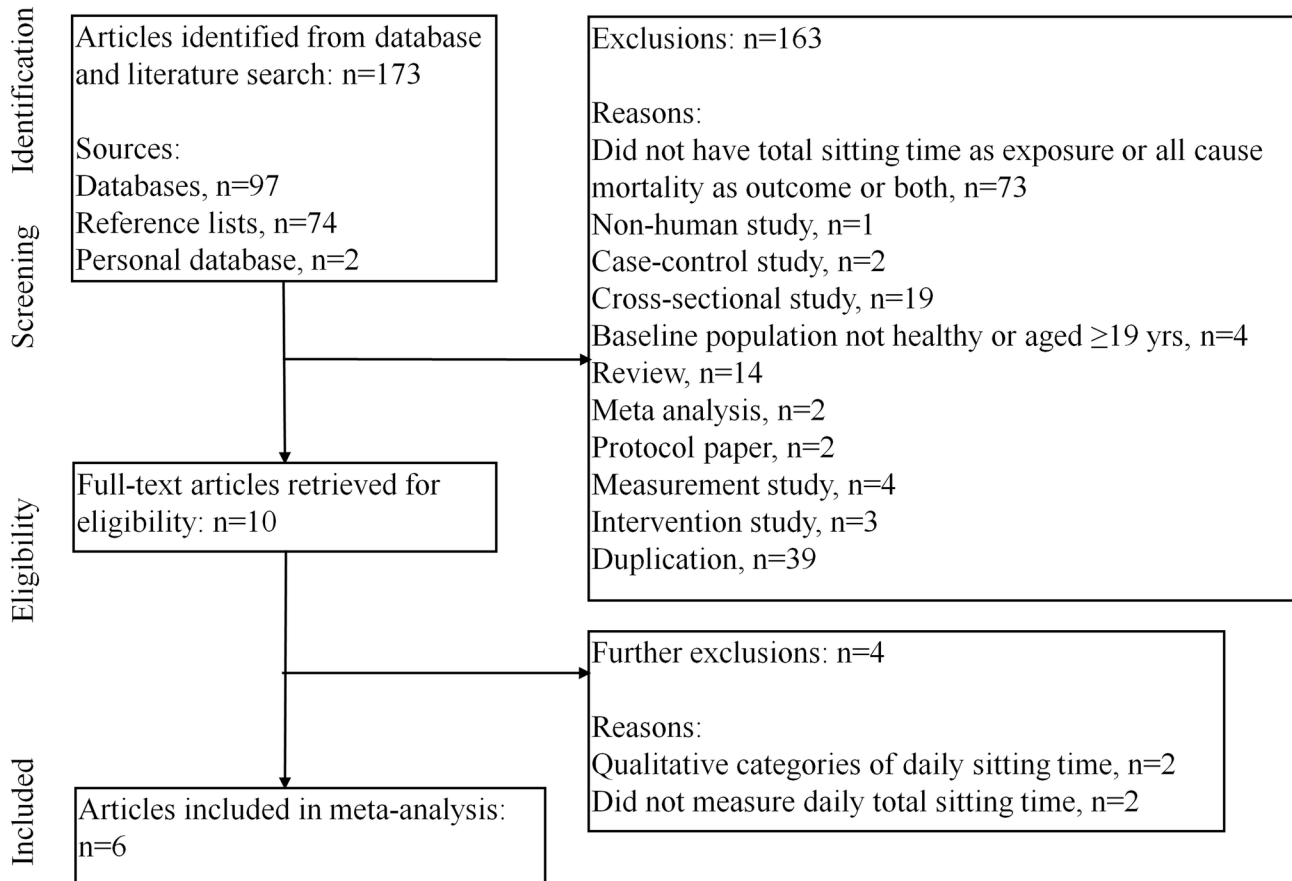 Identification
Articles identified from database
and literature search: n=173
Sources:
Databases, n=97
Reference lists, n=74
Personal database, n=2
Exclusions: n=163
Reasons:
Did not have total sitting time as exposure or all cause
mortality as outcome or both, n=73
Non-human study, n=1
Case-control study, n=2
Cross-sectional study, n=19
Baseline population not healthy or aged ≥19 yrs, n=4
Review, n=14
Meta analysis, n=2
Protocol paper, n=2
Measurement study, n=4
Intervention study, n=3
Duplication, n=39
Screening
Eligibility
Full-text articles retrieved for
eligibility: n=10
Further exclusions: n=4
Reasons:
Qualitative categories of daily sitting time, n=2
Did not measure daily total sitting time, n=2
Included
Articles included in meta-analysis:
n=6